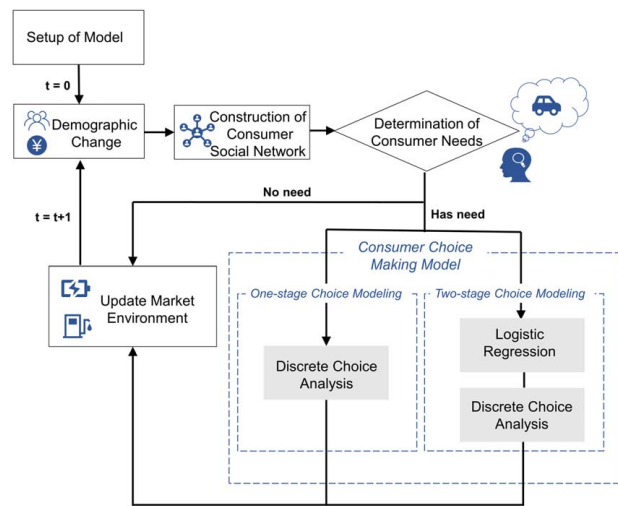 Setup of Model
t = 0
Demographic
Change
¥
Construction of
Consumer
Social Network
Determination of
Consumer Needs
No need
Has need
t = t+1
Update Market
Environment
Consumer Choice
Making Model
One-stage Choice Modeling
Two-stage Choice Modeling
Discrete Choice
Analysis
Logistic
Regression
Discrete Choice
Analysis